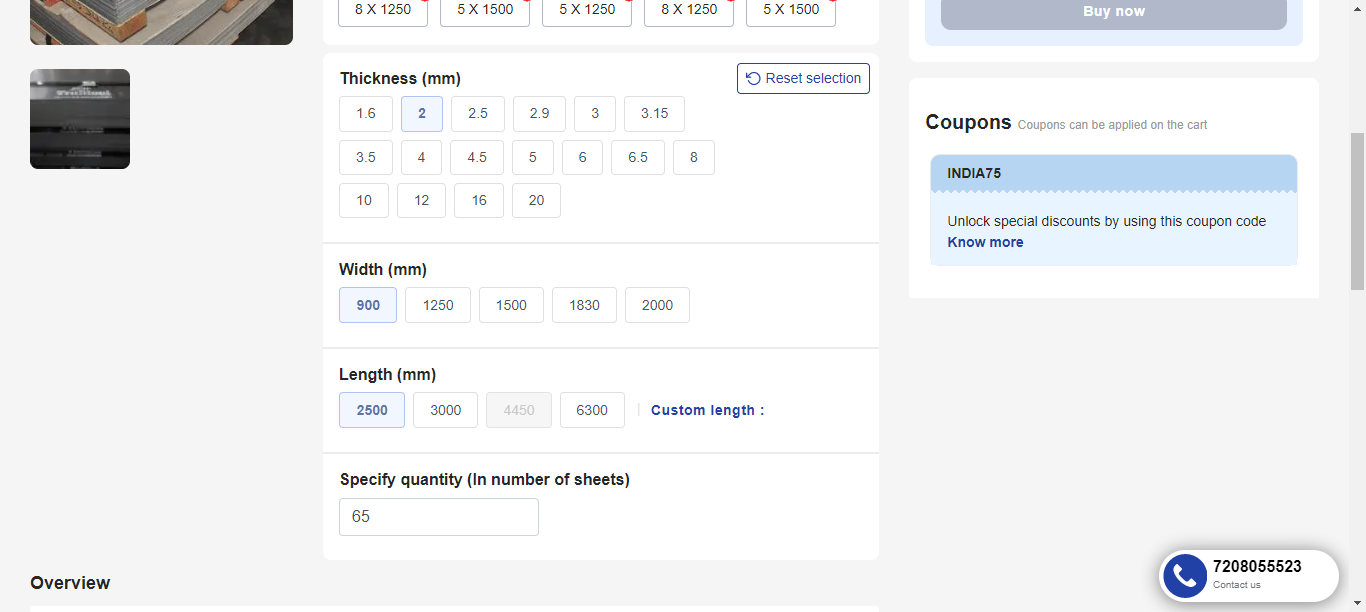 8 X 1250 5 X 1500 5 X 1250 8 X 1250 5 X 1500
Buy now
Thickness (mm) Reset selection
1.6 2 2.5 2.9 3 3.15
3.5 4 4.5 5 6 6.5 8
10 12 16 20
Width (mm)
900 1250 1500 1830 2000
Length (mm)
2500 3000 4450 6300 Custom length :
Specify quantity (In number of sheets)
65
Overview
Coupons Coupons can be applied on the cart
INDIA75
Unlock special discounts by using this coupon code
Know more
7208055523
Contact us